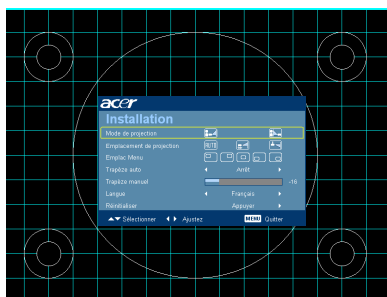 acer
Installation
Mode de projection
Emplacement de projection AUTO
Emplac Menu
Trapèze auto Arrêt
Trapèze manuel -16
Langue Français
Réinitialiser Appuyer
Sélectionner Ajustez MENU Quitter